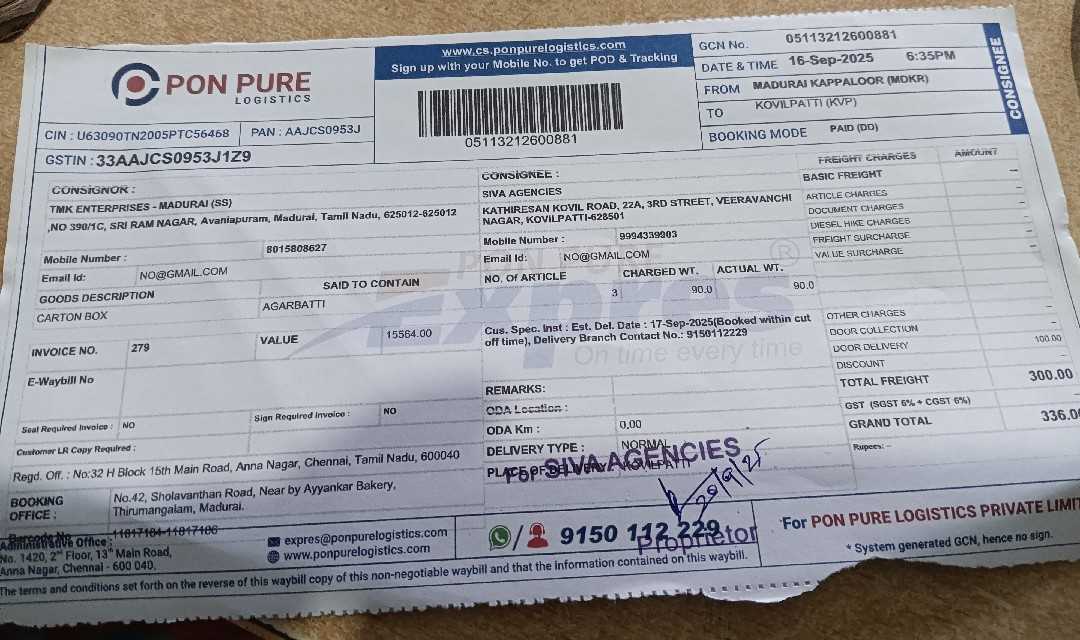 PON PURE
LOGISTICS
CIN : U63090TN2005PTC56468 PAN : AAJCS0953J
GSTIN : 33AAJCS0953J1Z9
www.cs.ponpurelogistics.com
Sign up with your Mobile No. to get POD & Tracking
05113212600881
GCN No. 05113212600881
DATE & TIME 16-Sep-2025 6:35PM
FROM MADURAI KAPPALOOR (MDKR)
TO KOVILPATTI (KVP)
BOOKING MODE PAID (DD)
CONSIGNEE
CONSIGNOR :
TMK ENTERPRISES - MADURAI (SS)
,NO 390/1C, SRI RAM NAGAR, Avaniapuram, Madurai, Tamil Nadu, 625012-625012
Mobile Number : 8015808627
Email Id: NO@GMAIL.COM
GOODS DESCRIPTION SAID TO CONTAIN
CARTON BOX AGARBATTI
INVOICE NO. 279 VALUE 15564.00
E-Waybill No
Seal Required Invoice : NO Sign Required Invoice : NO
Customer LR Copy Required :
Regd. Off. : No:32 H Block 15th Main Road, Anna Nagar, Chennai, Tamil Nadu, 600040
BOOKING OFFICE : No.42, Sholavanthan Road, Near by Ayyankar Bakery,
Thirumangalam, Madurai.
Barcode No 11817184-11817186
Administrative Office :
No. 1420, 2nd Floor, 13th Main Road,
Anna Nagar, Chennai - 600 040.
expres@ponpurelogistics.com
www.ponpurelogistics.com
CONSIGNEE :
SIVA AGENCIES
KATHIRESAN KOVIL ROAD, 22A, 3RD STREET, VEERAVANCHI
NAGAR, KOVILPATTI-628501
Mobile Number : 9994339903
Email Id: NO@GMAIL.COM
NO. Of ARTICLE CHARGED WT. ACTUAL WT.
3 90.0 90.0
PON PURE
Expres
On time every time
Cus. Spec. Inst : Est. Del. Date : 17-Sep-2025(Booked within cut
off time), Delivery Branch Contact No.: 9150112229
REMARKS:
ODA Location :
ODA Km : 0.00
DELIVERY TYPE : NORMAL
PLACE OF DELIVERY KOVILPATTI
For SIVA AGENCIES
20/9/25
Proprietor
9150 112 229
FREIGHT CHARGES AMOUNT
BASIC FREIGHT –
ARTICLE CHARGES –
DOCUMENT CHARGES –
DIESEL HIKE CHARGES –
FREIGHT SURCHARGE –
VALUE SURCHARGE –
OTHER CHARGES –
DOOR COLLECTION –
DOOR DELIVERY 100.00
DISCOUNT –
TOTAL FREIGHT 300.00
GST (SGST 6% + CGST 6%)
GRAND TOTAL 336.0
Rupees: –
For PON PURE LOGISTICS PRIVATE LIMIT
* System generated GCN, hence no sign.
The terms and conditions set forth on the reverse of this waybill copy of this non-negotiable waybill and that the information contained on this waybill.